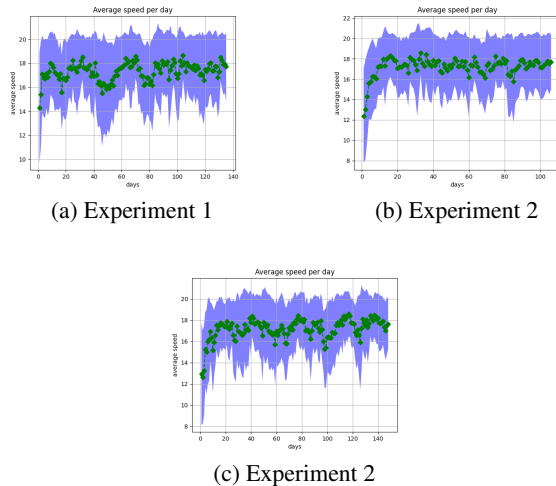 Average speed per day
20
18
16
14
12
10
average speed
0 20 40 60 80 100 120 140
days
(a) Experiment 1
Average speed per day
22
20
18
16
14
12
10
8
average speed
0 20 40 60 80 100
days
(b) Experiment 2
Average speed per day
20
18
16
14
12
10
8
average speed
0 20 40 60 80 100 120 140
days
(c) Experiment 2